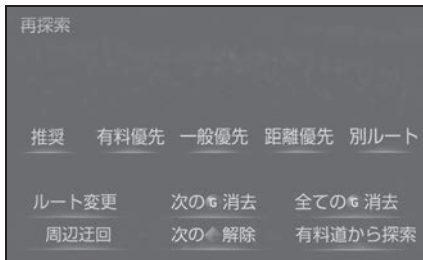 再探索
推奨 有料優先 一般優先 距離優先 別ルート
ルート変更 次のG消去 全てのG消去
周辺迂回 次の◆解除 有料道から探索